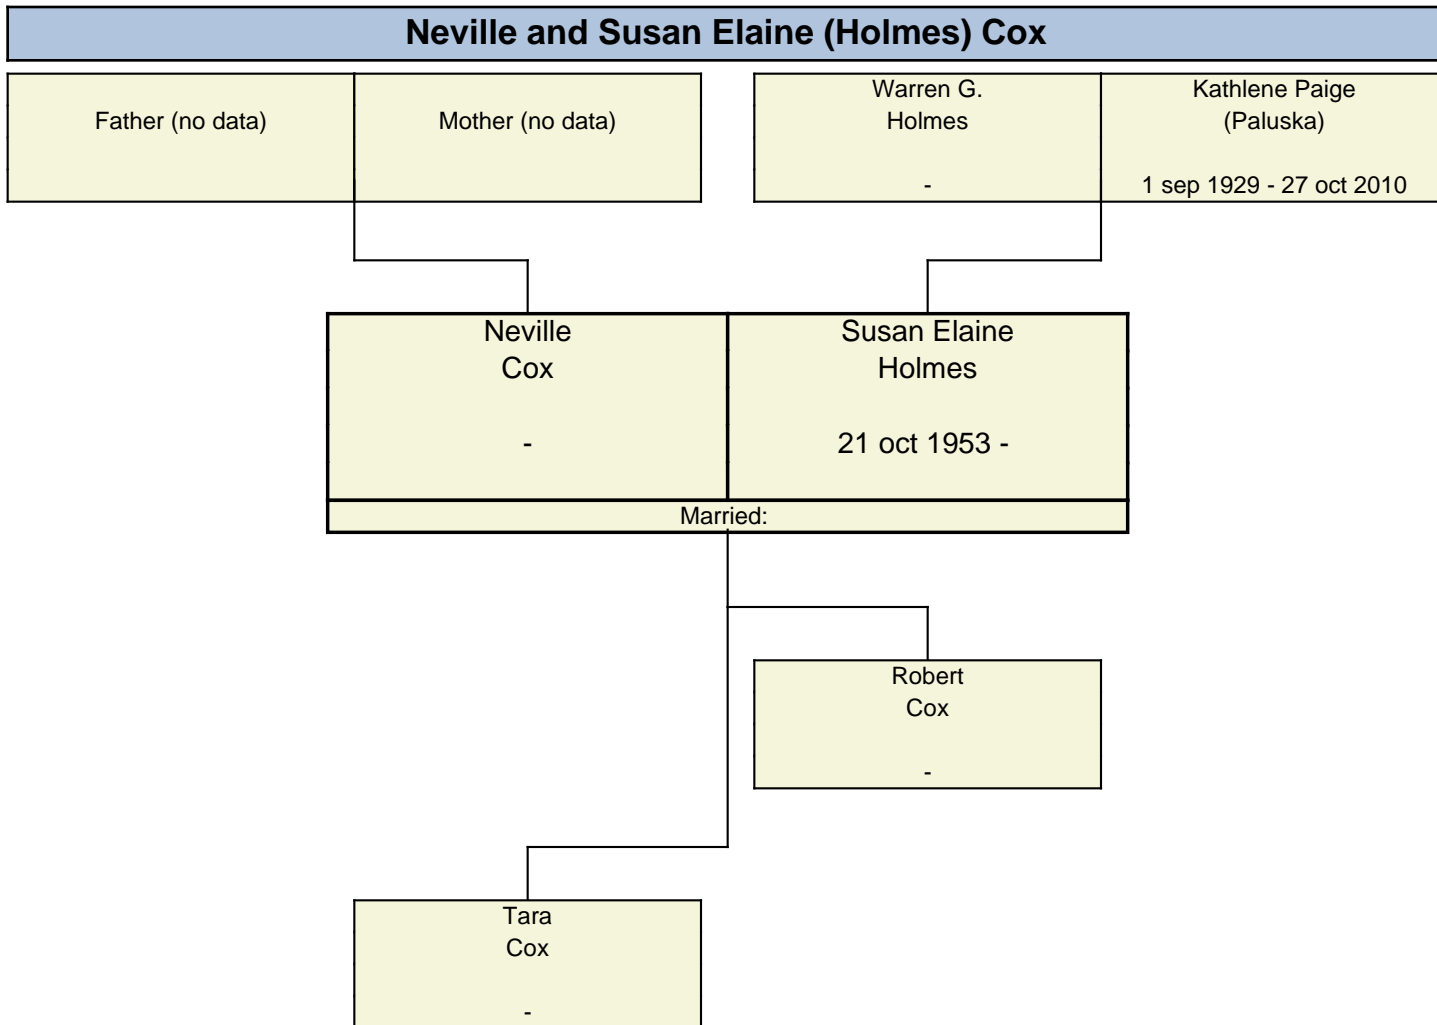 Neville and Susan Elaine (Holmes) Cox
Father (no data)
Mother (no data)
Warren G.
Holmes
-
Kathlene Paige
(Paluska)
1 sep 1929 - 27 oct 2010
Neville
Cox
-
Susan Elaine
Holmes
21 oct 1953 -
Married:
Robert
Cox
-
Tara
Cox
-